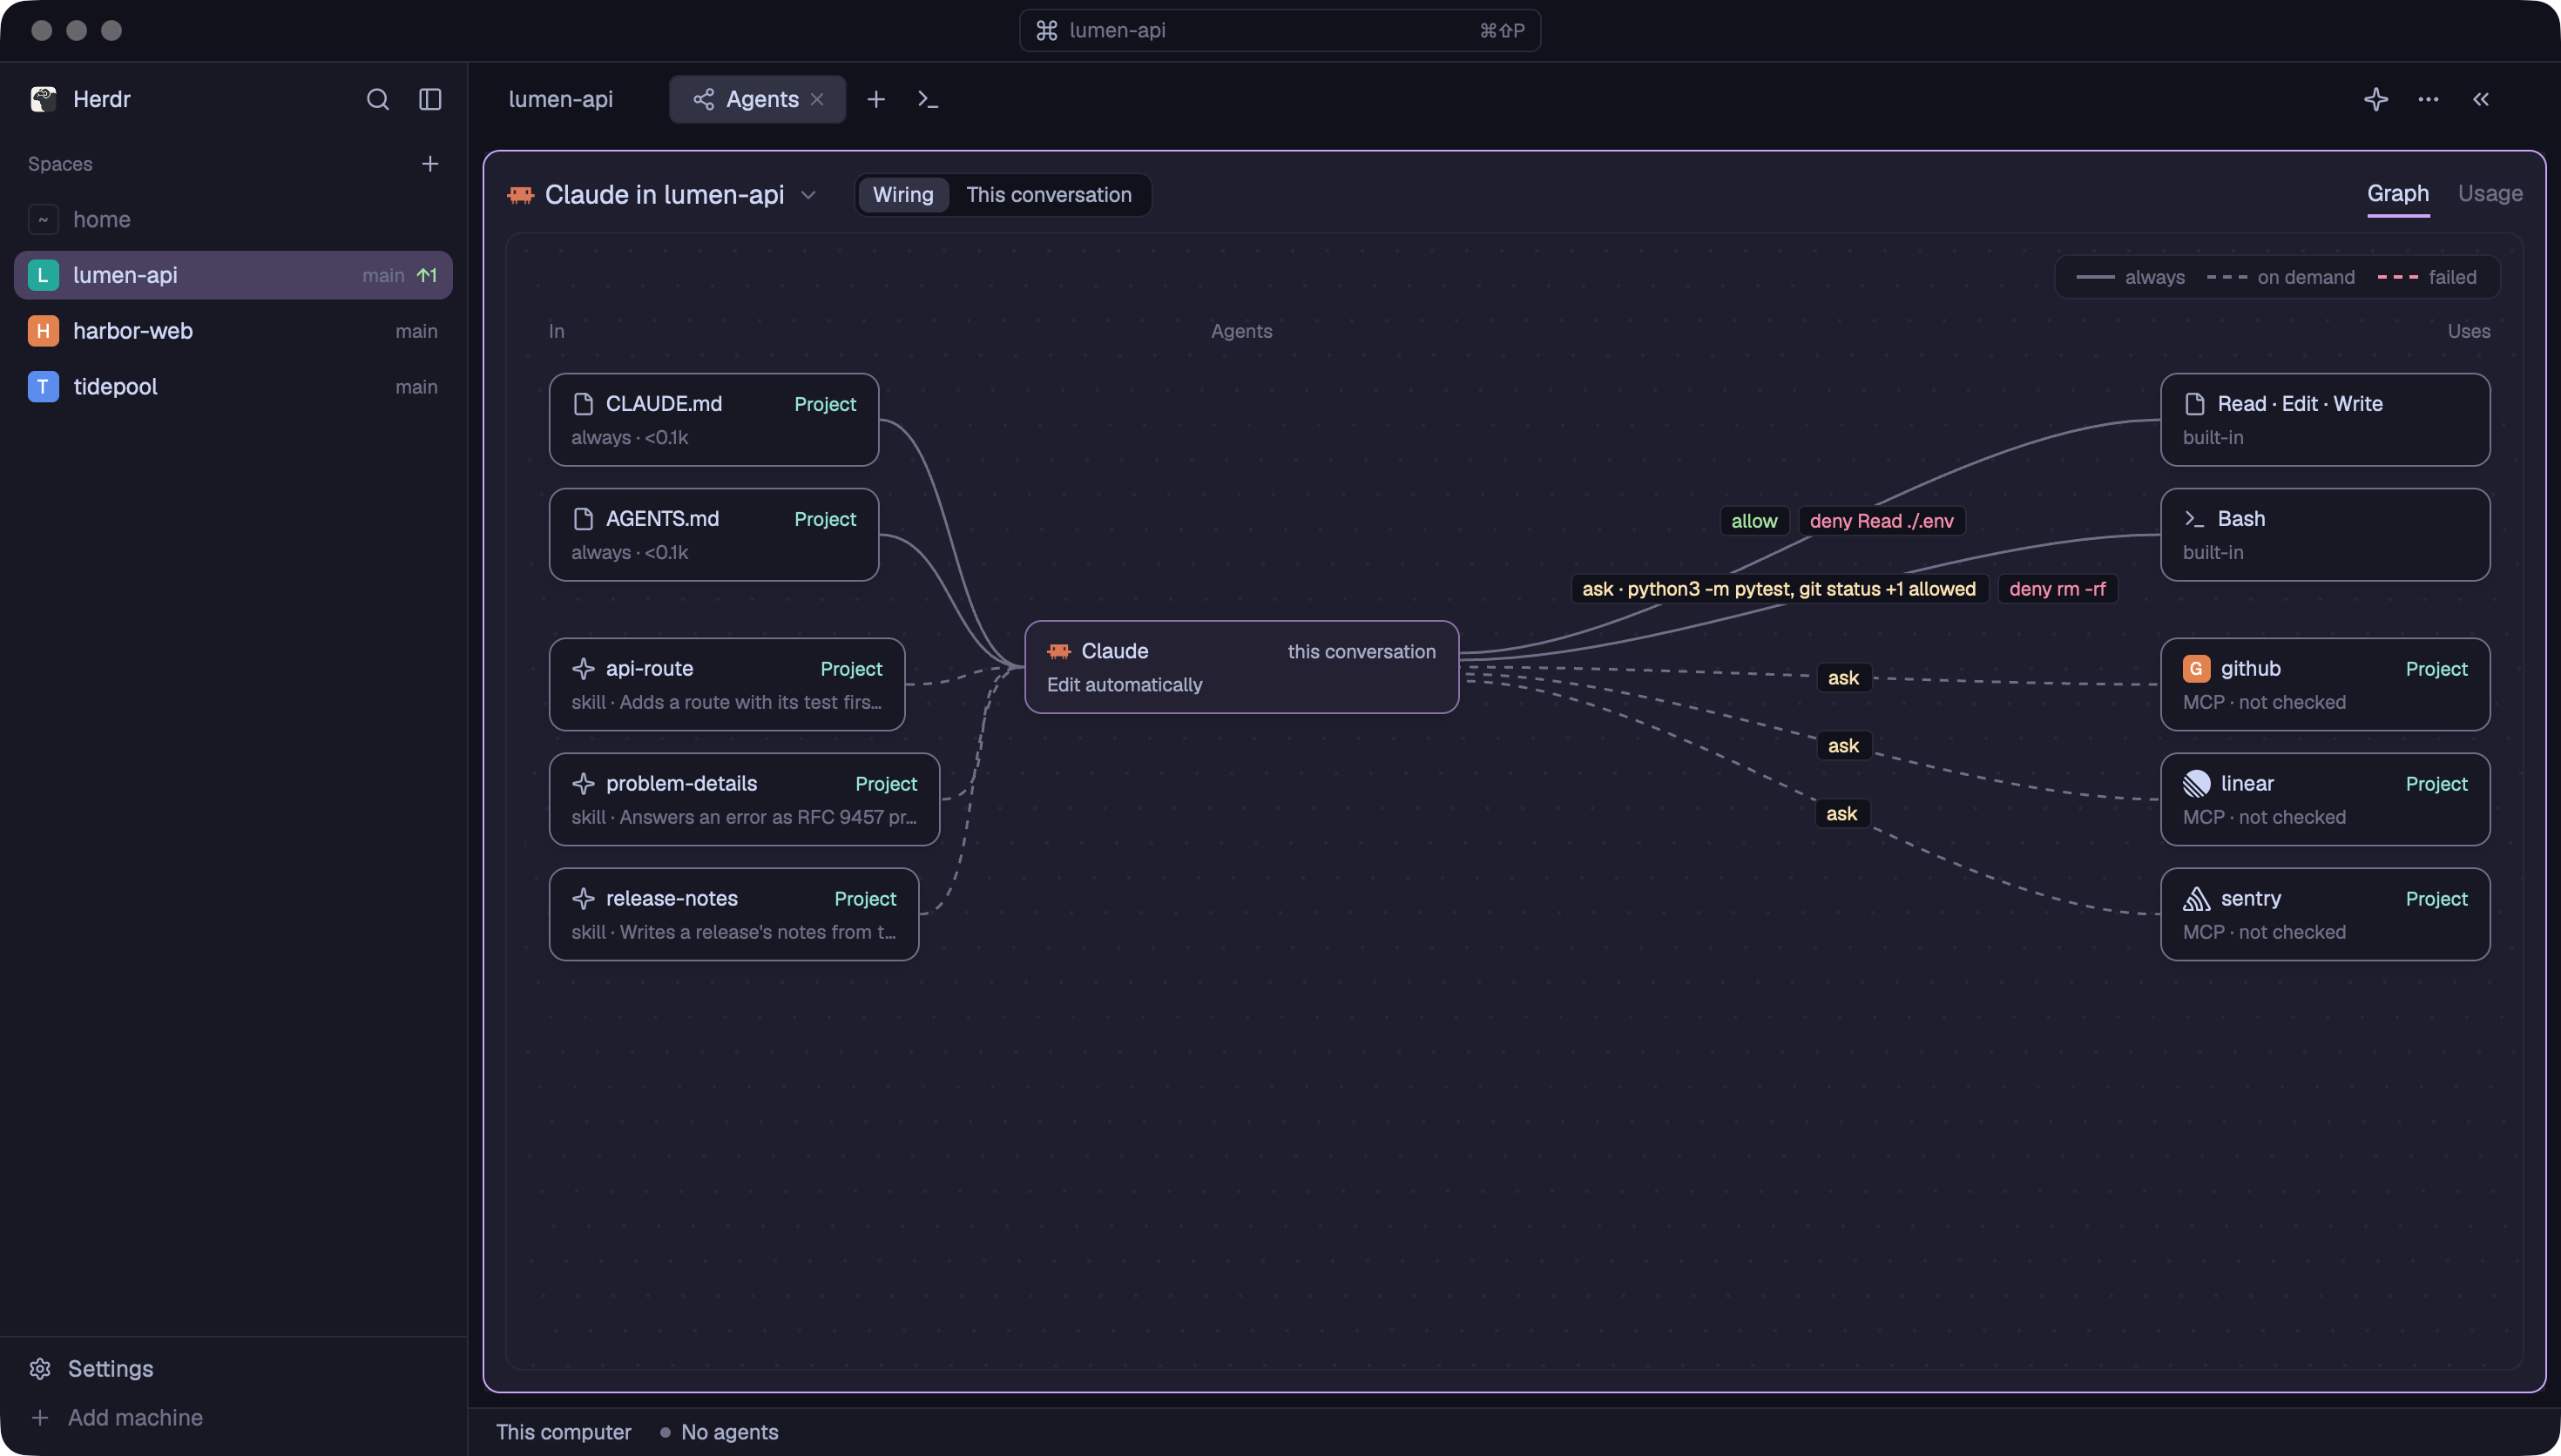 lumen-api ⌘⇧P
Herdr
lumen-api
Agents
Spaces
~ home
L lumen-api main ↑1
H harbor-web main
T tidepool main
Claude in lumen-api
Wiring This conversation
Graph Usage
always on demand failed
In Agents Uses
CLAUDE.md Project
always · <0.1k
AGENTS.md Project
always · <0.1k
api-route Project
skill · Adds a route with its test firs...
problem-details Project
skill · Answers an error as RFC 9457 pr...
release-notes Project
skill · Writes a release's notes from t...
Claude this conversation
Edit automatically
allow deny Read ./.env
ask · python3 -m pytest, git status +1 allowed deny rm -rf
ask
ask
ask
Read · Edit · Write
built-in
Bash
built-in
G github Project
MCP · not checked
linear Project
MCP · not checked
sentry Project
MCP · not checked
Settings
Add machine
This computer No agents